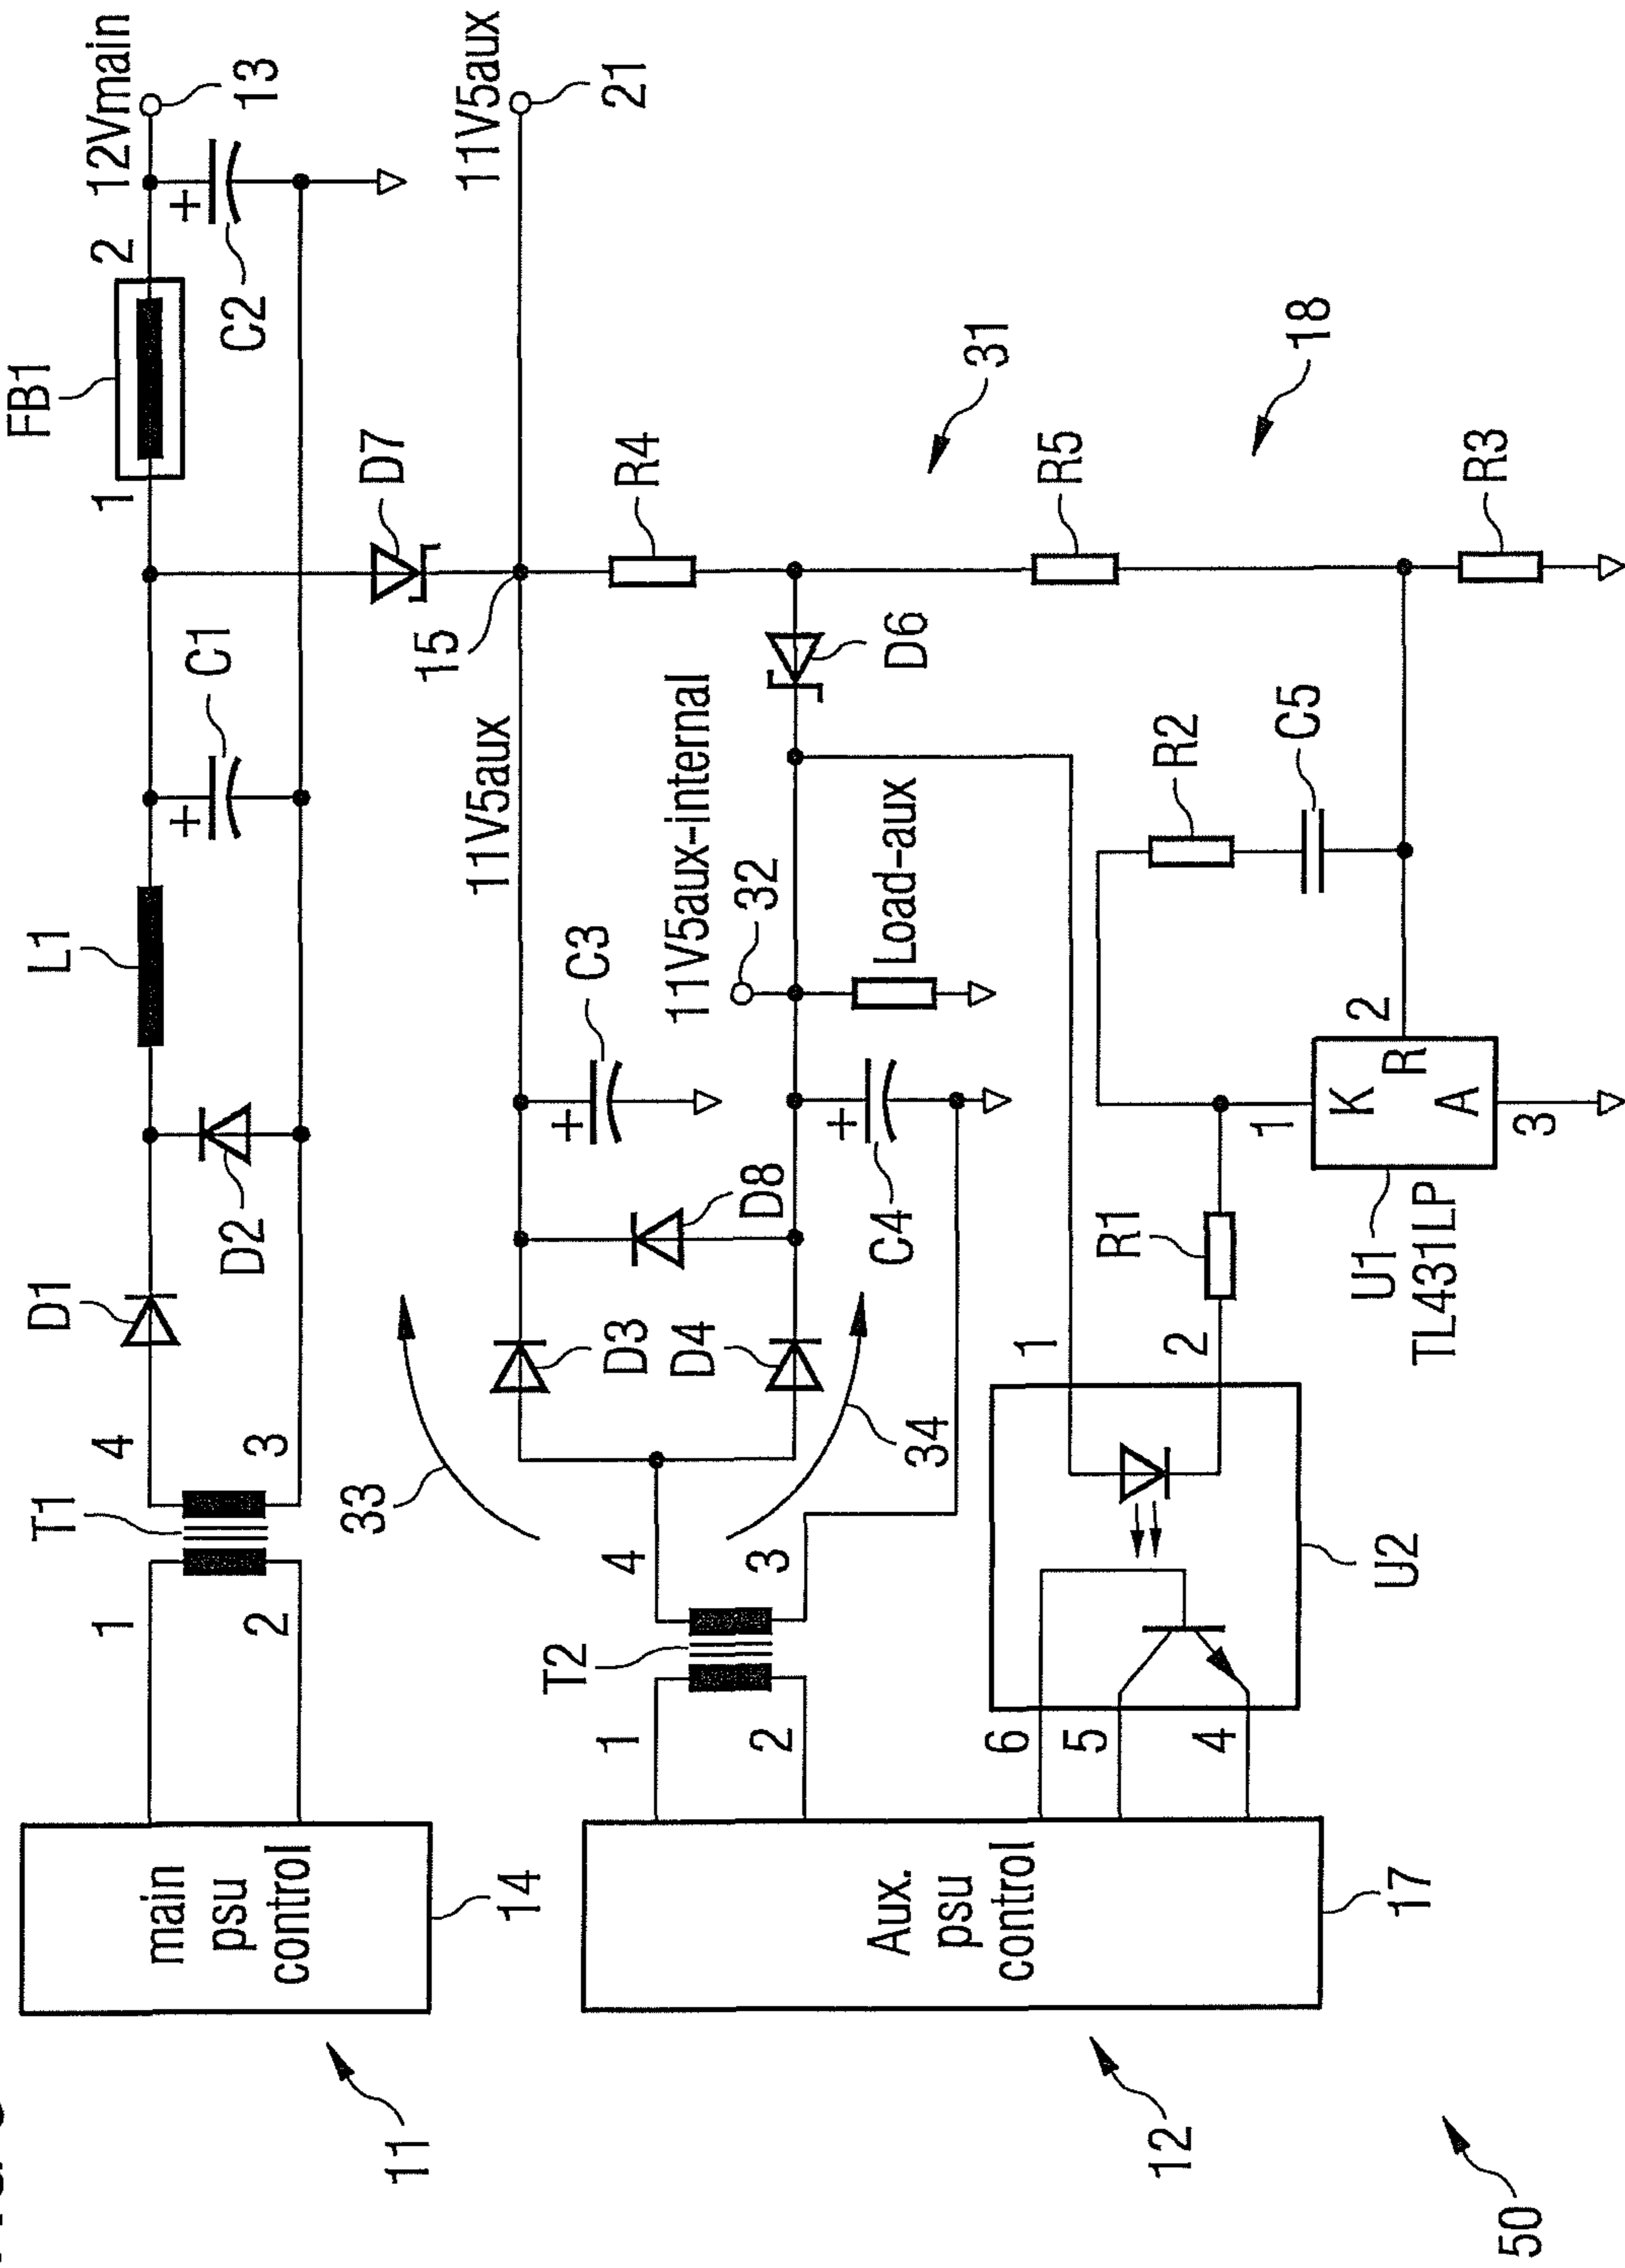 FB1
12Vmain
13
1
2
C2
L1
C1
D1
D2
T1
4
3
1
2
main
psu
control
14
11
D7
15
11V5aux
11V5aux
21
R4
C3
33
D3
D4
D8
11V5aux-internal
32
D6
31
C4
Load-aux
34
T2
4
3
1
2
R5
18
R2
C5
R3
R1
1
2
U1
TL431LP
K
R
A
1
2
3
U2
6
5
4
Aux.
psu
control
17
12
50